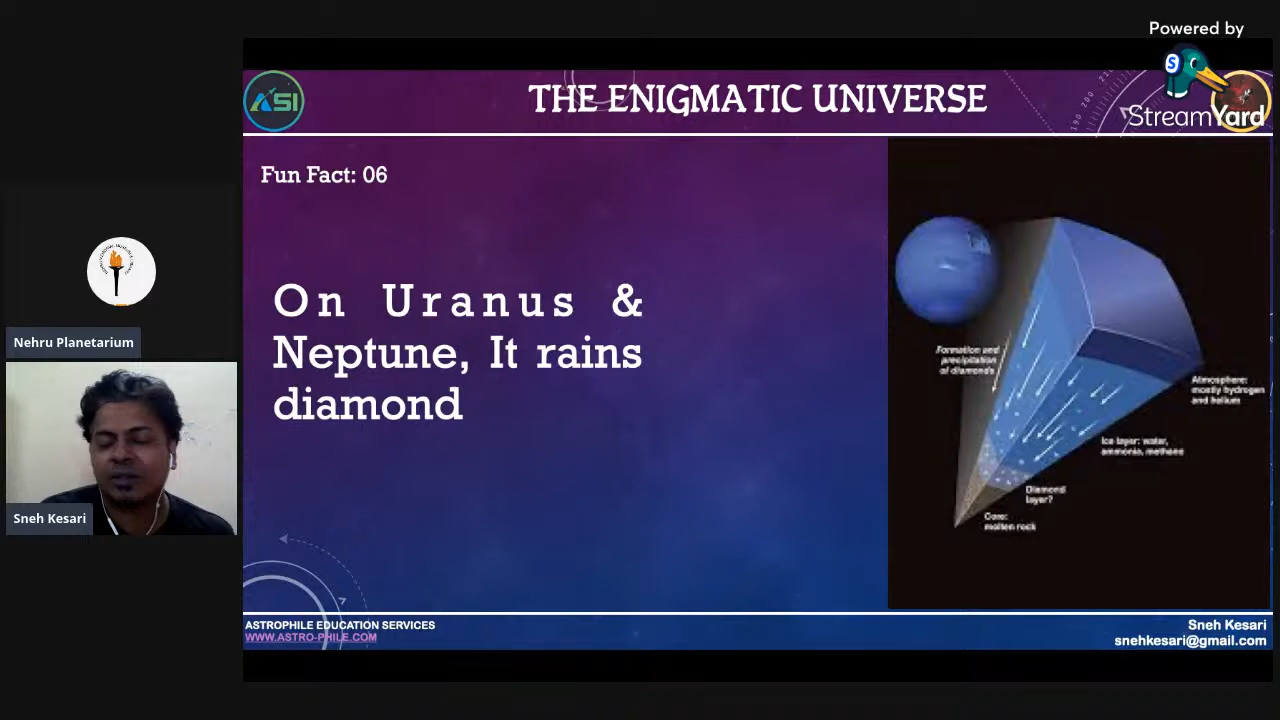 Powered by
StreamYard
ASI
THE ENIGMATIC UNIVERSE
Fun Fact: 06
On Uranus &
Neptune, It rains
diamond
Formation and
precipitation
of diamonds
Atmosphere:
mostly hydrogen
and helium
Ice layer: water,
ammonia, methane
Diamond
layer?
Core:
molten rock
Nehru Planetarium
Sneh Kesari
ASTROPHILE EDUCATION SERVICES
WWW.ASTRO-PHILE.COM
Sneh Kesari
snehkesari@gmail.com